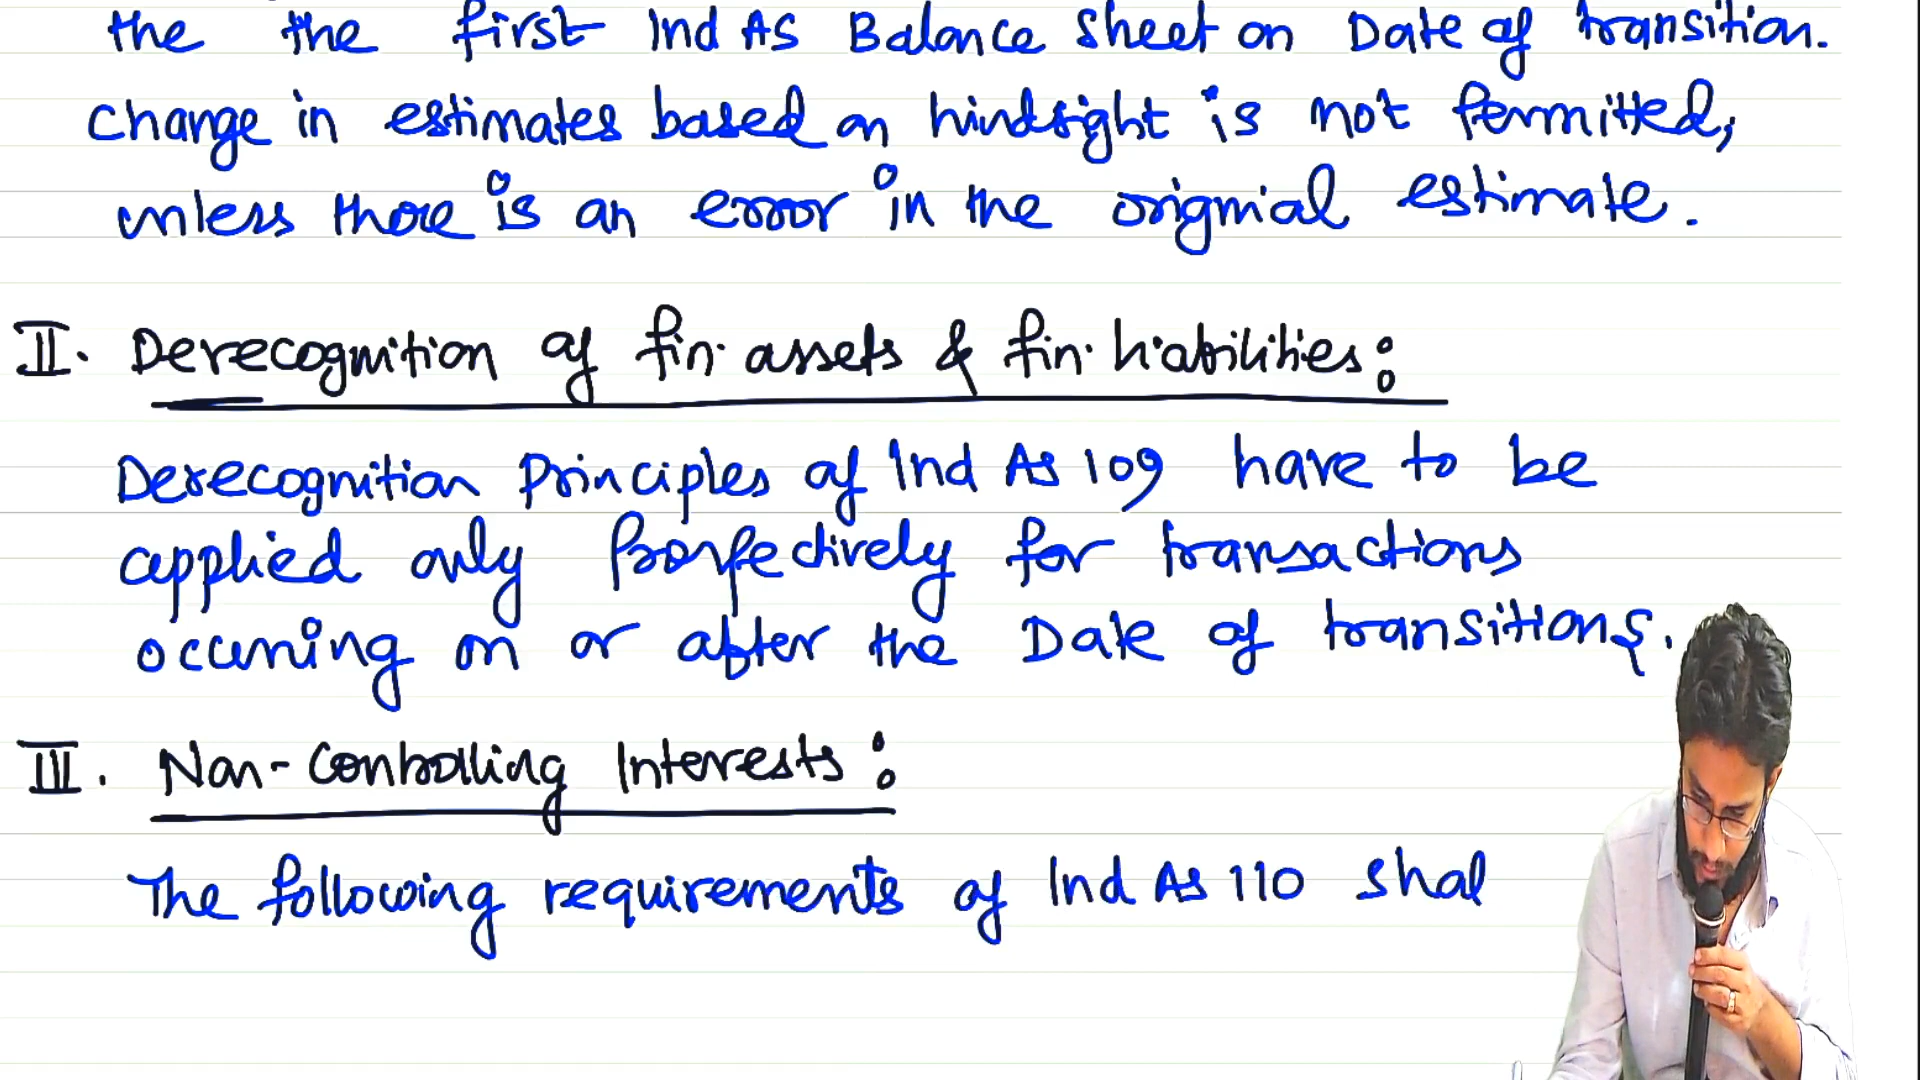 the the first Ind AS Balance sheet on Date of transition.
change in estimates based on hindsight is not permitted,
unless there is an error in the orignial estimate.
II. Derecognition of fin. assets & fin. liabilities:
Derecognition principles of Ind As 109 have to be
applied only prospectively for transactions
occurring on or after the Date of transitions.
III. Non-Controlling Interests:
The following requirements of Ind As 110 shal